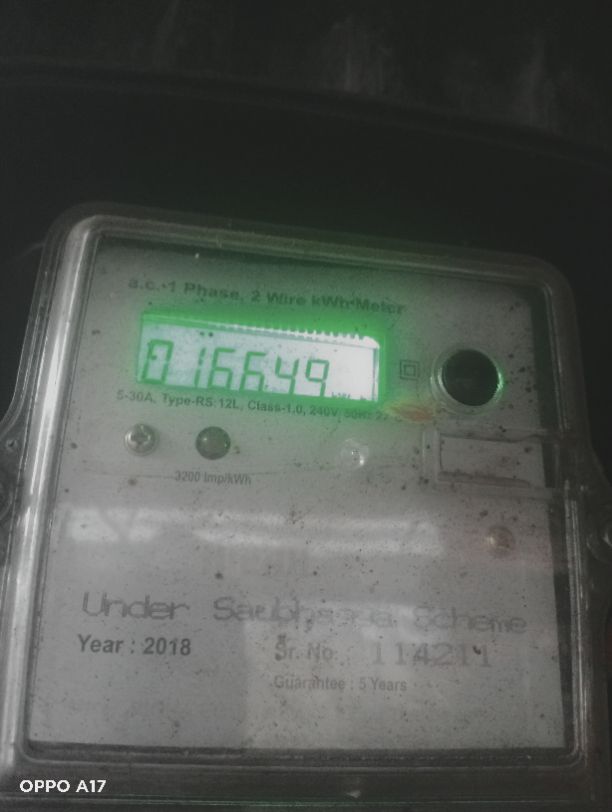 a.c. 1 Phase, 2 Wire kWh Meter
016649
5-30A, Type-RS 12L, Class-1.0, 240V, 50Hz
3200 Imp/kWh
Under Scheme
Year : 2018
Sr. No. 114211
Guarantee : 5 Years
OPPO A17